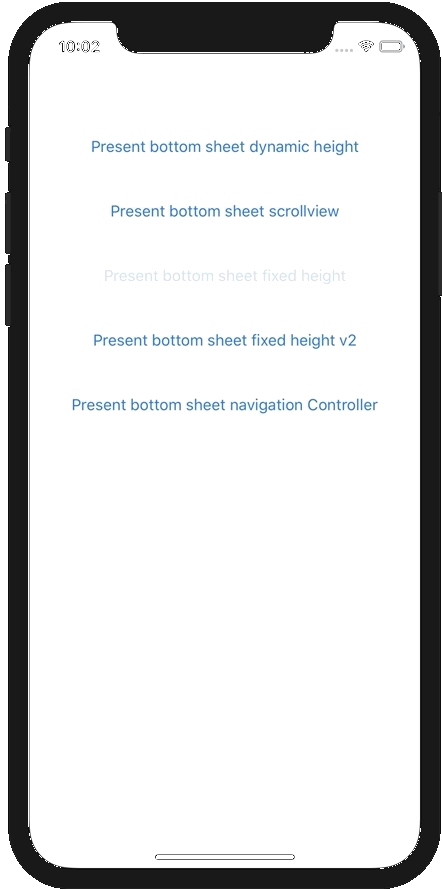 10:02
Present bottom sheet dynamic height
Present bottom sheet scrollview
Present bottom sheet fixed height
Present bottom sheet fixed height v2
Present bottom sheet navigation Controller